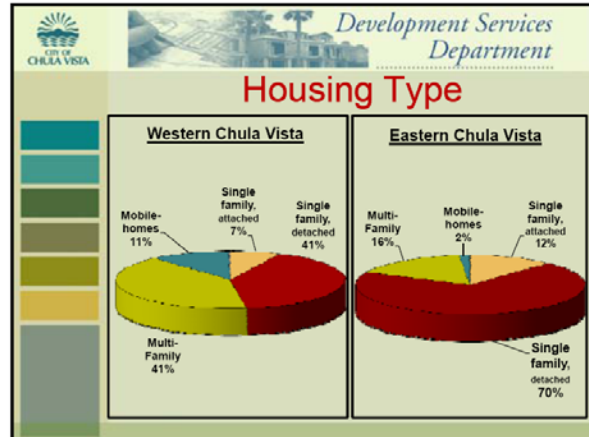 CITY OF
CHULA VISTA
Development Services
Department
Housing Type
Western Chula Vista
Single
family,
attached
7%
Single
family,
detached
41%
Mobile-
homes
11%
Multi-
Family
41%
Eastern Chula Vista
Multi-
Family
16%
Mobile-
homes
2%
Single
family,
attached
12%
Single
family,
detached
70%